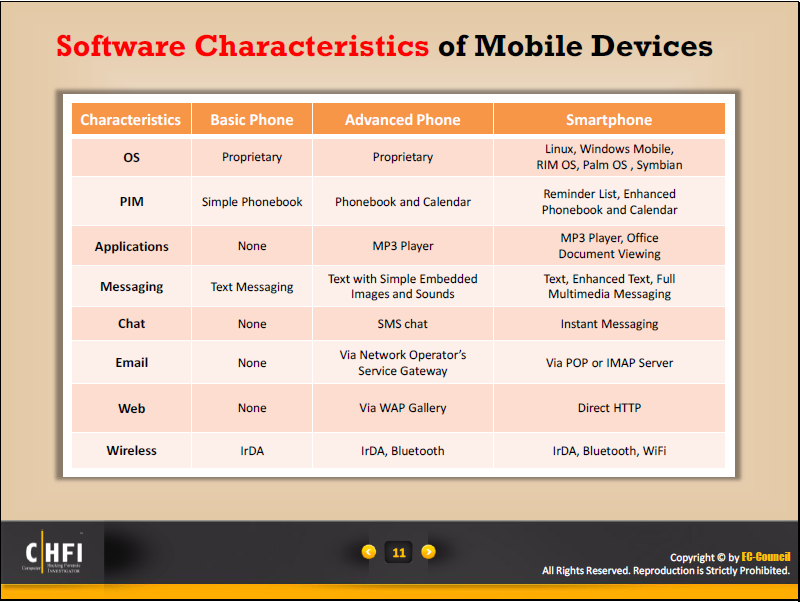 Software Characteristics of Mobile Devices
Characteristics Basic Phone Advanced Phone Smartphone
OS Proprietary Proprietary Linux, Windows Mobile,
RIM OS, Palm OS , Symbian
PIM Simple Phonebook Phonebook and Calendar Reminder List, Enhanced
Phonebook and Calendar
Applications None MP3 Player MP3 Player, Office
Document Viewing
Messaging Text Messaging Text with Simple Embedded
Images and Sounds Text, Enhanced Text, Full
Multimedia Messaging
Chat None SMS chat Instant Messaging
Email None Via Network Operator's
Service Gateway Via POP or IMAP Server
Web None Via WAP Gallery Direct HTTP
Wireless IrDA IrDA, Bluetooth IrDA, Bluetooth, WiFi
CHFI
Computer Hacking Forensic
INVESTIGATOR
11
Copyright © by EC-Council
All Rights Reserved. Reproduction is Strictly Prohibited.